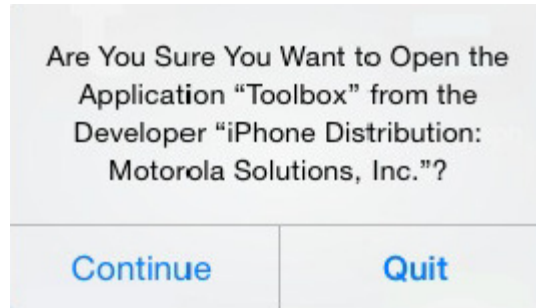 Are You Sure You Want to Open the
Application “Toolbox” from the
Developer “iPhone Distribution:
Motorola Solutions, Inc.”?
Continue
Quit